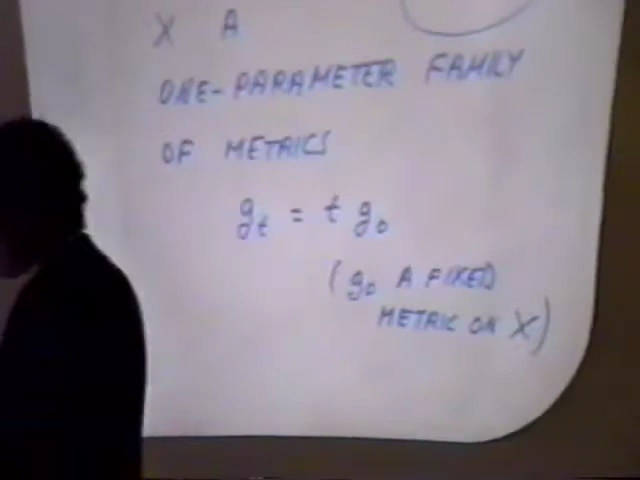 X A
ONE-PARAMETER FAMILY
OF METRICS
g_t = t g_0
(g_0 A FIXED
METRIC ON X)